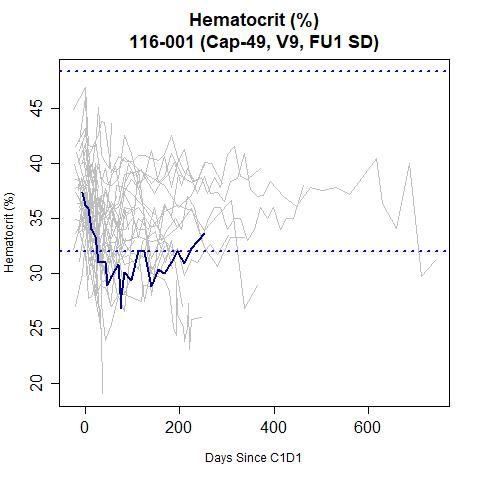 Hematocrit (%)
116-001 (Cap-49, V9, FU1 SD)
Hematocrit (%)
45
40
35
30
25
20
0 200 400 600
Days Since C1D1